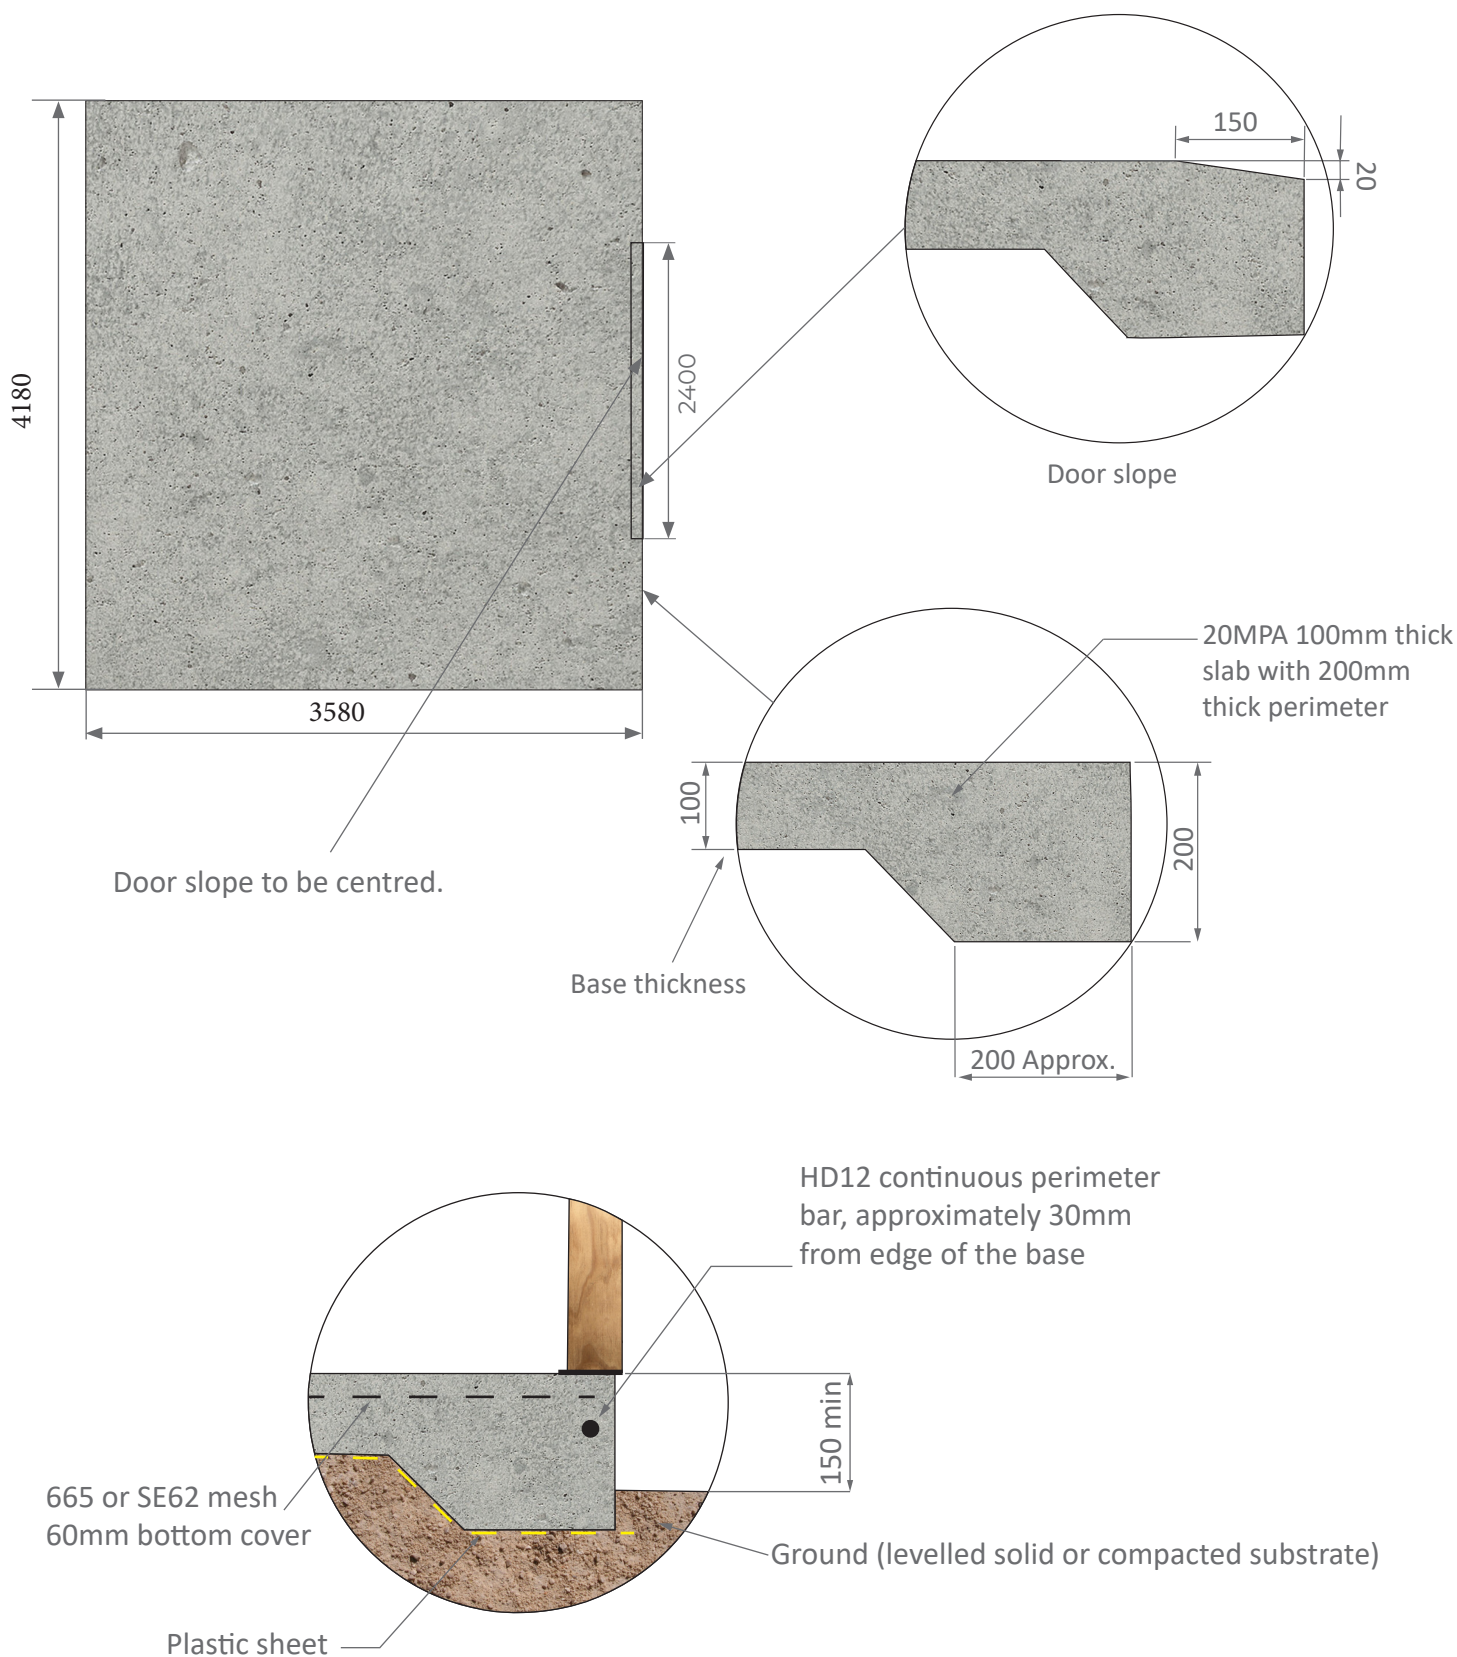 150
20
4180
2400
Door slope
3580
20MPA 100mm thick
slab with 200mm
thick perimeter
100
200
Door slope to be centred.
Base thickness
200 Approx.
HD12 continuous perimeter
bar, approximately 30mm
from edge of the base
150 min
665 or SE62 mesh
60mm bottom cover
Ground (levelled solid or compacted substrate)
Plastic sheet